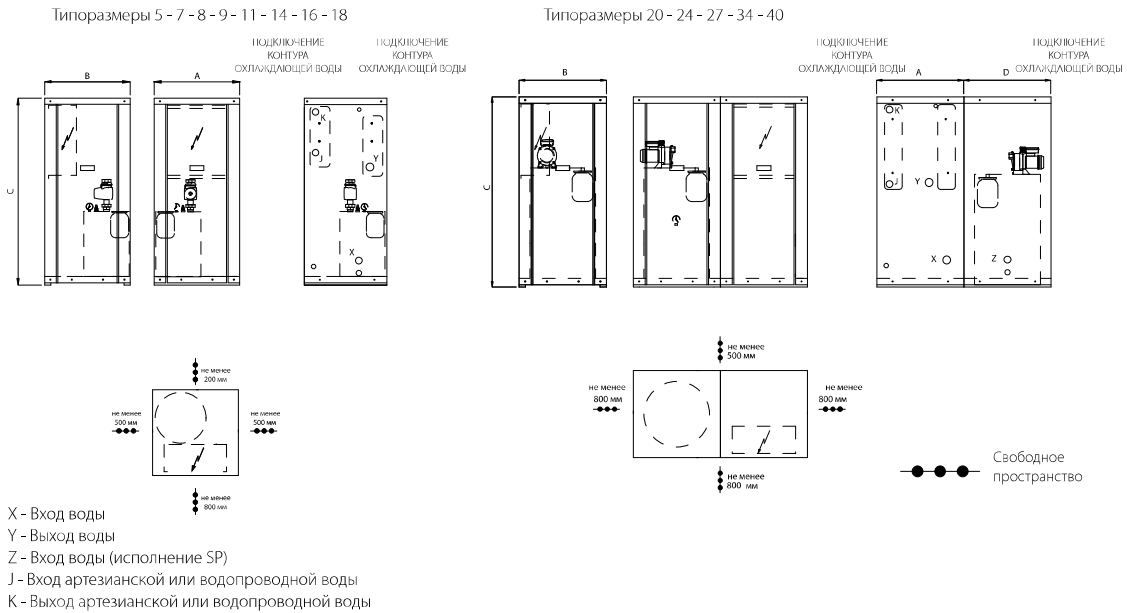 Типоразмеры 5 - 7 - 8 - 9 - 11 - 14 - 16 - 18
Типоразмеры 20 - 24 - 27 - 34 - 40
ПОДКЛЮЧЕНИЕ
КОНТУРА
ОХЛАЖДАЮЩЕЙ ВОДЫ
ПОДКЛЮЧЕНИЕ
КОНТУРА
ОХЛАЖДАЮЩЕЙ ВОДЫ
ПОДКЛЮЧЕНИЕ
КОНТУРА
ОХЛАЖДАЮЩЕЙ ВОДЫ
ПОДКЛЮЧЕНИЕ
КОНТУРА
ОХЛАЖДАЮЩЕЙ ВОДЫ
B
A
C
K
J
Y
X
B
C
A
D
K
J
Y
X
Z
не менее
200 мм
не менее
500 мм
не менее
500 мм
не менее
800 мм
не менее
500 мм
не менее
800 мм
не менее
800 мм
не менее
800 мм
Свободное
пространство
X - Вход воды
Y - Выход воды
Z - Вход воды (исполнение SP)
J - Вход артезианской или водопроводной воды
K - Выход артезианской или водопроводной воды